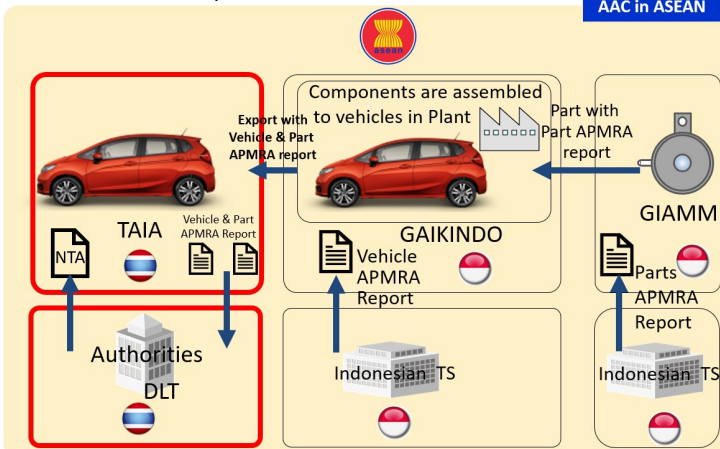 AAC in ASEAN
asean
Components are assembled
to vehicles in Plant
Export with
Vehicle & Part
APMRA report
Part with
Part APMRA
report
TAIA
Vehicle & Part
APMRA Report
NTA
GAIKINDO
Vehicle
APMRA
Report
GIAMM
Parts
APMRA
Report
Authorities
DLT
Indonesian TS
Indonesian TS